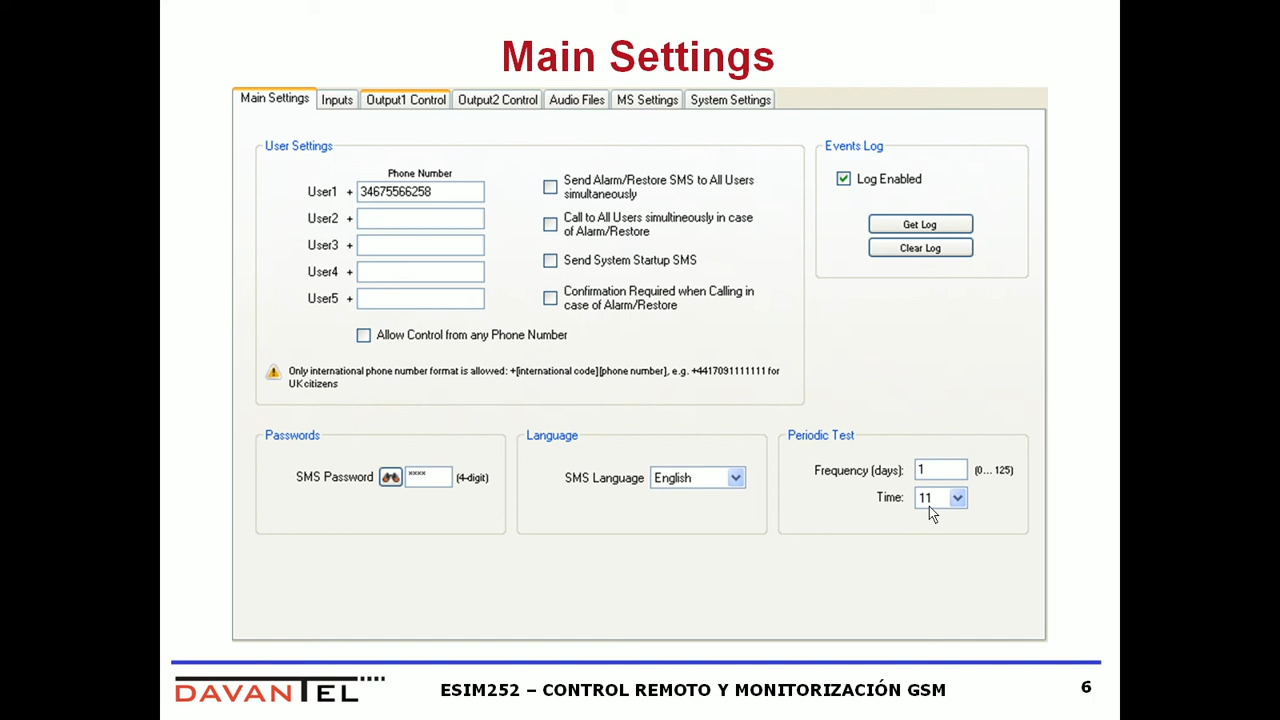 Main Settings
Main Settings Inputs Output1 Control Output2 Control Audio Files MS Settings System Settings
User Settings
Phone Number
User1 + 34675566258
User2 +
User3 +
User4 +
User5 +
Allow Control from any Phone Number
Send Alarm/Restore SMS to All Users
simultaneously
Call to All Users simultineously in case
of Alarm/Restore
Send System Startup SMS
Confirmation Required when Calling in
case of Alarm/Restore
Only international phone number format is allowed: +[international code][phone number], e.g. +4417091111111 for
UK citizens
Events Log
Log Enabled
Get Log
Clear Log
Passwords
SMS Password **** (4-digit)
Language
SMS Language English
Periodic Test
Frequency (days): 1 (0... 125)
Time: 11
DAVANTEL
ESIM252 – CONTROL REMOTO Y MONITORIZACIÓN GSM
6